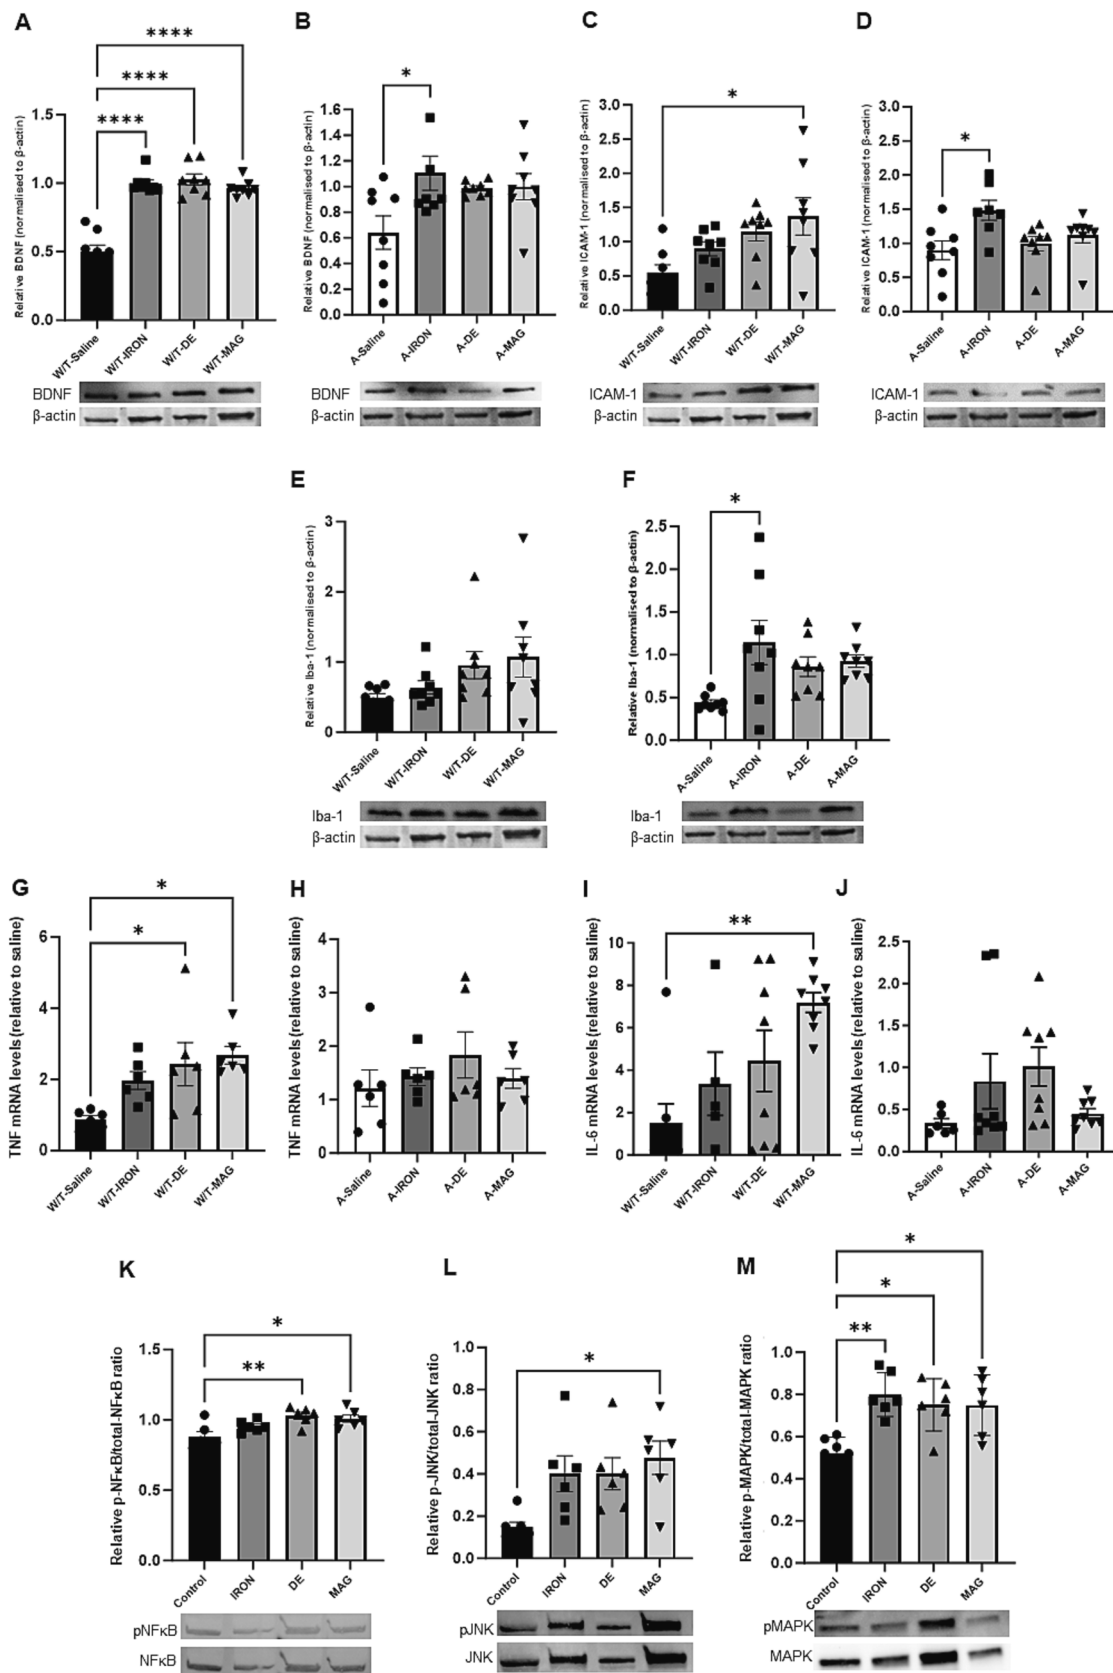 A
B
C
D
****
****
****
*
*
*
Relative BDNF (normalised to β-actin)
1.5
1.0
0.5
0.0
W/T-Saline
W/T-IRON
W/T-DE
W/T-MAG
Relative BDNF (normalised to β-actin)
1.6
1.4
1.2
1.0
0.8
0.6
0.4
0.2
0.0
A-Saline
A-IRON
A-DE
A-MAG
Relative ICAM-1 (normalised to β-actin)
3.0
2.5
2.0
1.5
1.0
0.5
0.0
W/T-Saline
W/T-IRON
W/T-DE
W/T-MAG
Relative ICAM-1 (normalised to β-actin)
3.0
2.5
2.0
1.5
1.0
0.5
0.0
A-Saline
A-IRON
A-DE
A-MAG
BDNF
β-actin
BDNF
β-actin
ICAM-1
β-actin
ICAM-1
β-actin
E
F
*
Relative Iba-1 (normalised to β-actin)
3
2
1
0
W/T-Saline
W/T-IRON
W/T-DE
W/T-MAG
Relative Iba-1 (normalised to β-actin)
2.5
2.0
1.5
1.0
0.5
0.0
A-Saline
A-IRON
A-DE
A-MAG
Iba-1
β-actin
Iba-1
β-actin
G
H
I
J
*
*
**
TNF mRNA levels (relative to saline)
6
4
2
0
W/T-Saline
W/T-IRON
W/T-DE
W/T-MAG
TNF mRNA levels (relative to saline)
4
3
2
1
0
A-Saline
A-IRON
A-DE
A-MAG
IL-6 mRNA levels (relative to saline)
10
8
6
4
2
0
W/T-Saline
W/T-IRON
W/T-DE
W/T-MAG
IL-6 mRNA levels (relative to saline)
2.5
2.0
1.5
1.0
0.5
0.0
A-Saline
A-IRON
A-DE
A-MAG
K
L
M
*
**
*
*
*
**
Relative p-NFκB/total-NFκB ratio
1.5
1.0
0.5
0.0
Control
IRON
DE
MAG
Relative p-JNK/total-JNK ratio
1.0
0.8
0.6
0.4
0.2
0.0
Control
IRON
DE
MAG
Relative p-MAPK/total-MAPK ratio
1.0
0.8
0.6
0.4
0.2
0.0
Control
IRON
DE
MAG
pNFκB
NFκB
pJNK
JNK
pMAPK
MAPK